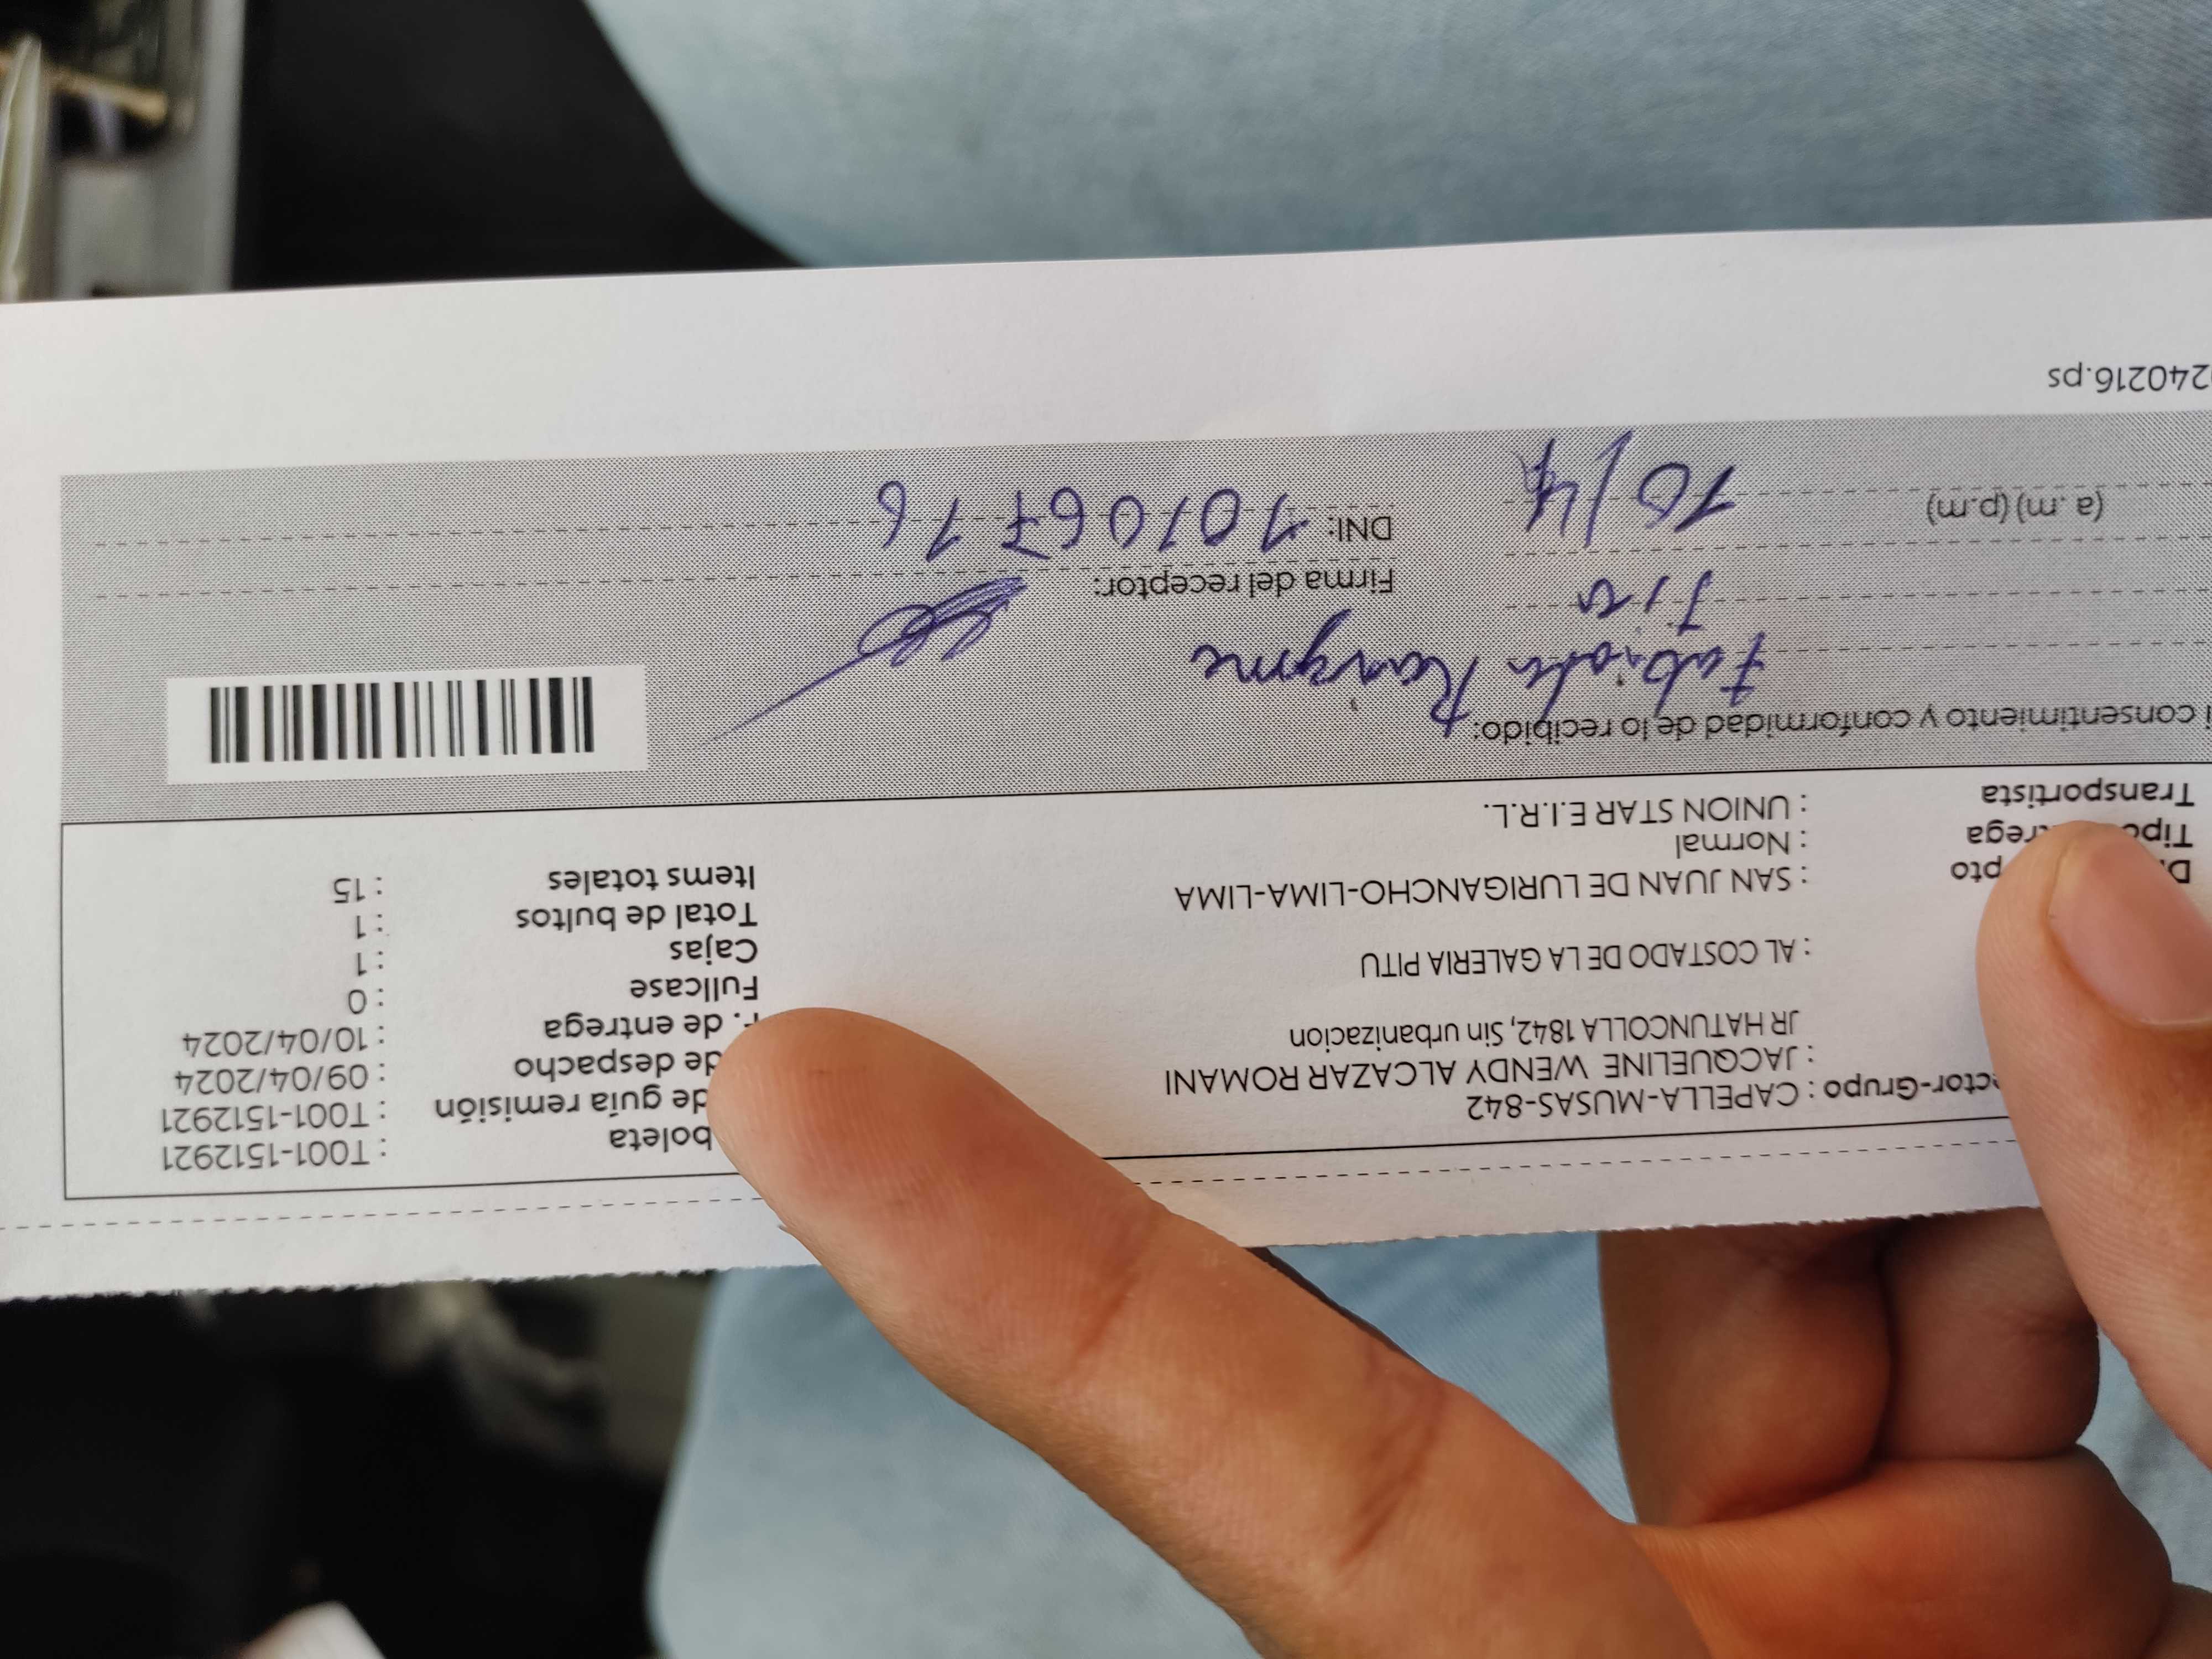 ctor-Grupo : CAPELLA-MUSAS-842
: JACQUELINE WENDY ALCAZAR ROMANI
JR HATUNCOLLA 1842, Sin urbanizacion
: AL COSTADO DE LA GALERIA PITU
pto : SAN JUAN DE LURIGANCHO-LIMA-LIMA
Tipo trega : Normal
Transportista : UNION STAR E.I.R.L.
boleta : T001-1512921
de guía remisión : T001-1512921
de despacho : 09/04/2024
F. de entrega : 10/04/2024
Fullcase : 0
Cajas : 1
Total de bultos : 1
Items totales : 15
i consentimiento y conformidad de lo recibido:
Fabiola
Firma del receptor:
(a .m) (p.m)
10/4
DNI: 10106776
240216.ps